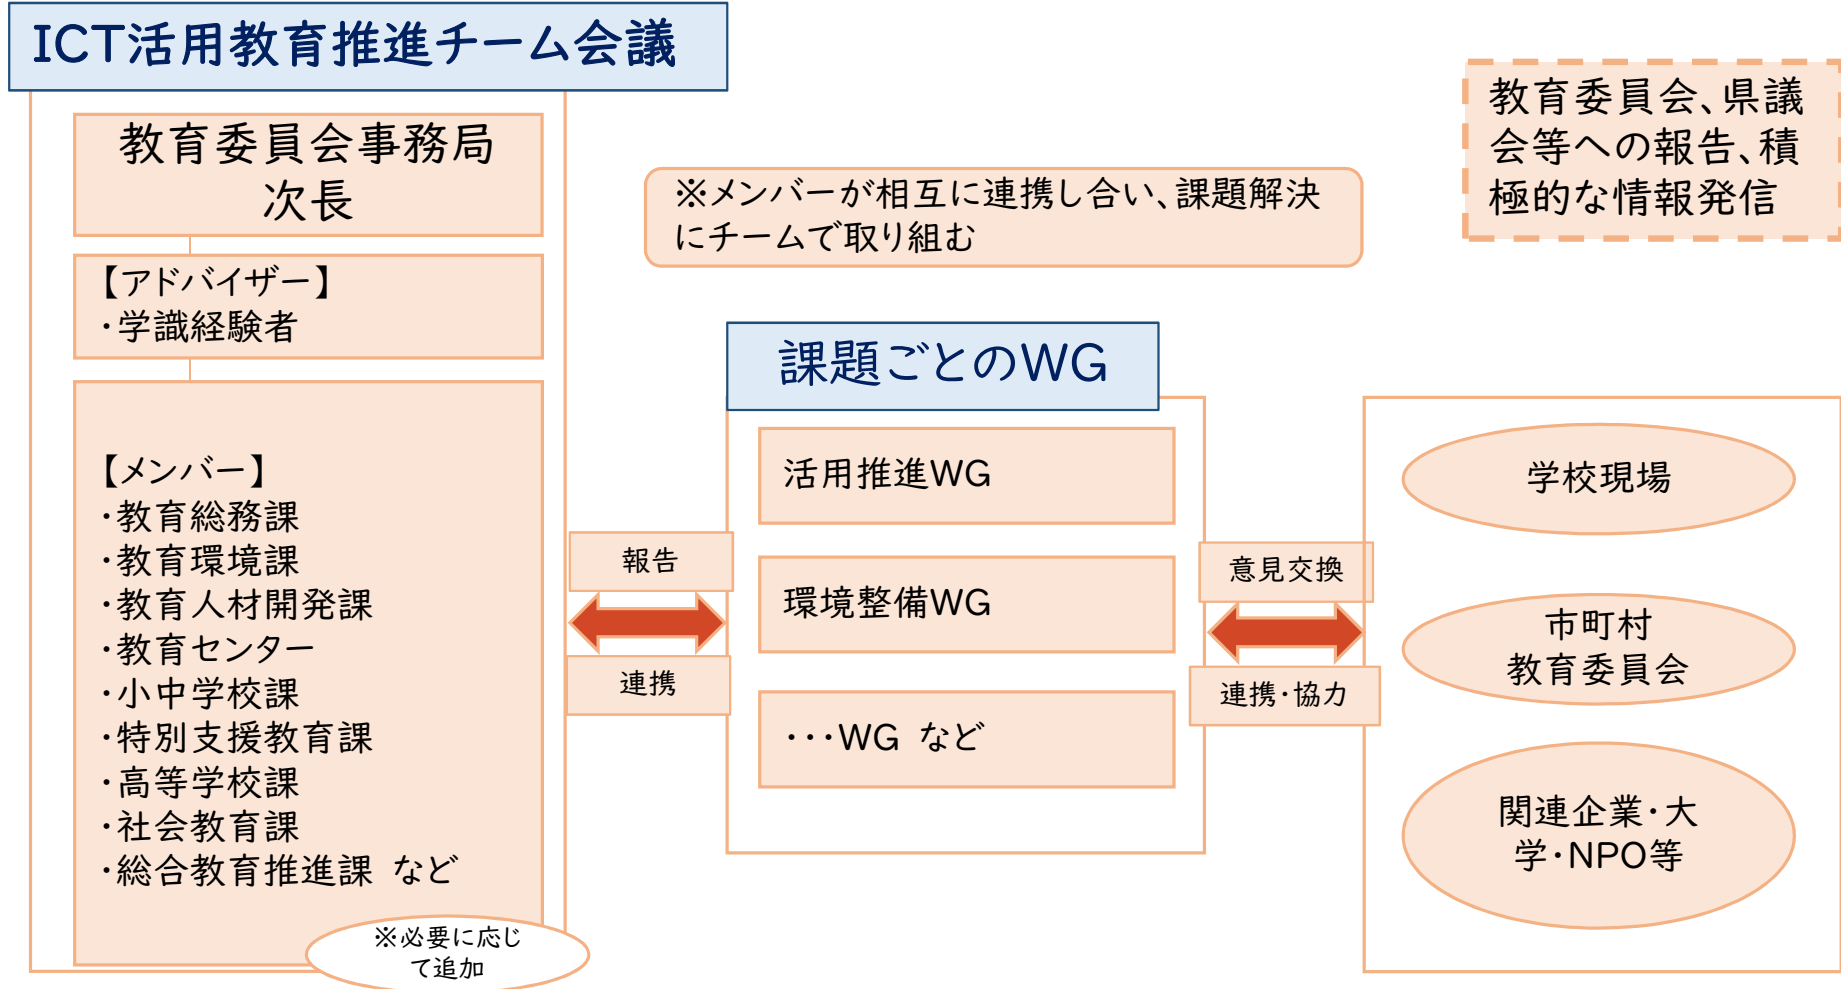 ICT活用教育推進チーム会議
教育委員会事務局
次長
【アドバイザー】
・学識経験者
【メンバー】
・教育総務課
・教育環境課
・教育人材開発課
・教育センター
・小中学校課
・特別支援教育課
・高等学校課
・社会教育課
・総合教育推進課 など
※必要に応じ
て追加
※メンバーが相互に連携し合い、課題解決
にチームで取り組む
報告
連携
課題ごとのWG
活用推進WG
環境整備WG
・・・WG など
意見交換
連携・協力
教育委員会、県議
会等への報告、積
極的な情報発信
学校現場
市町村
教育委員会
関連企業・大
学・NPO等